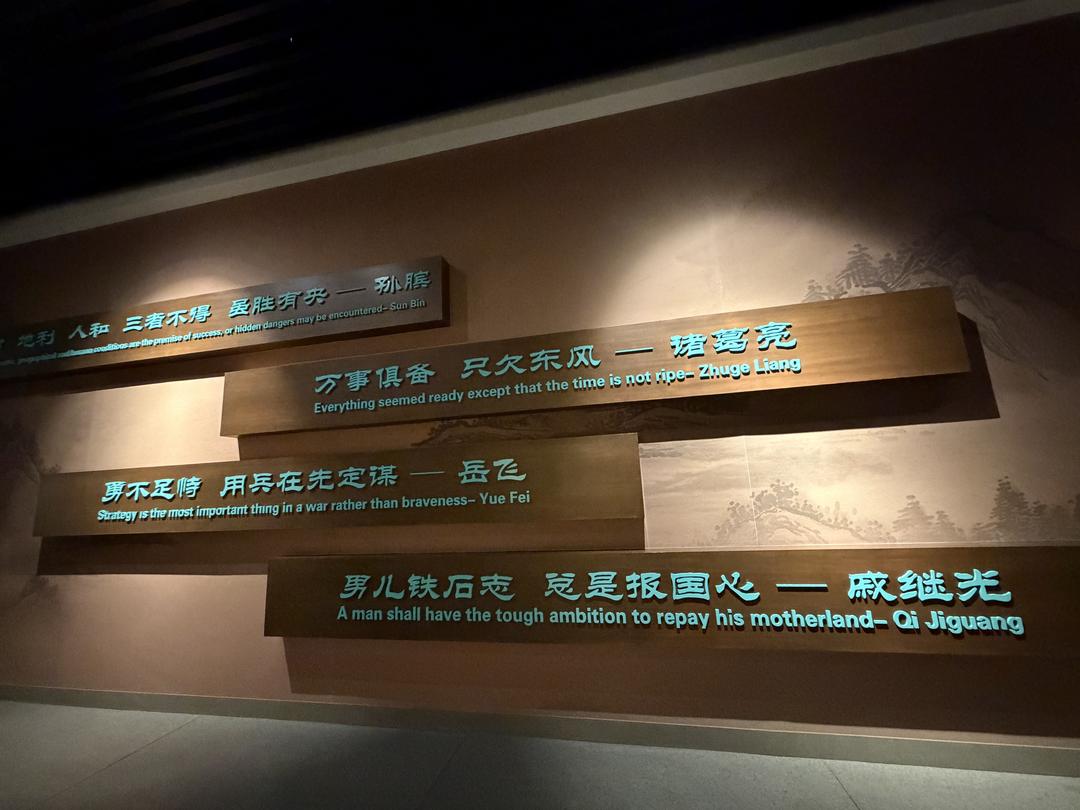 地利 人和 三者不得 虽胜有央 — 孙膑
geographical and human conditions are the premise of success, or hidden dangers may be encountered– Sun Bin
万事俱备 只欠东风 — 诸葛亮
Everything seemed ready except that the time is not ripe– Zhuge Liang
勇不足恃 用兵在先定谋 — 岳飞
Strategy is the most important thing in a war rather than braveness– Yue Fei
男儿铁石志 总是报国心 — 戚继光
A man shall have the tough ambition to repay his motherland– Qi Jiguang